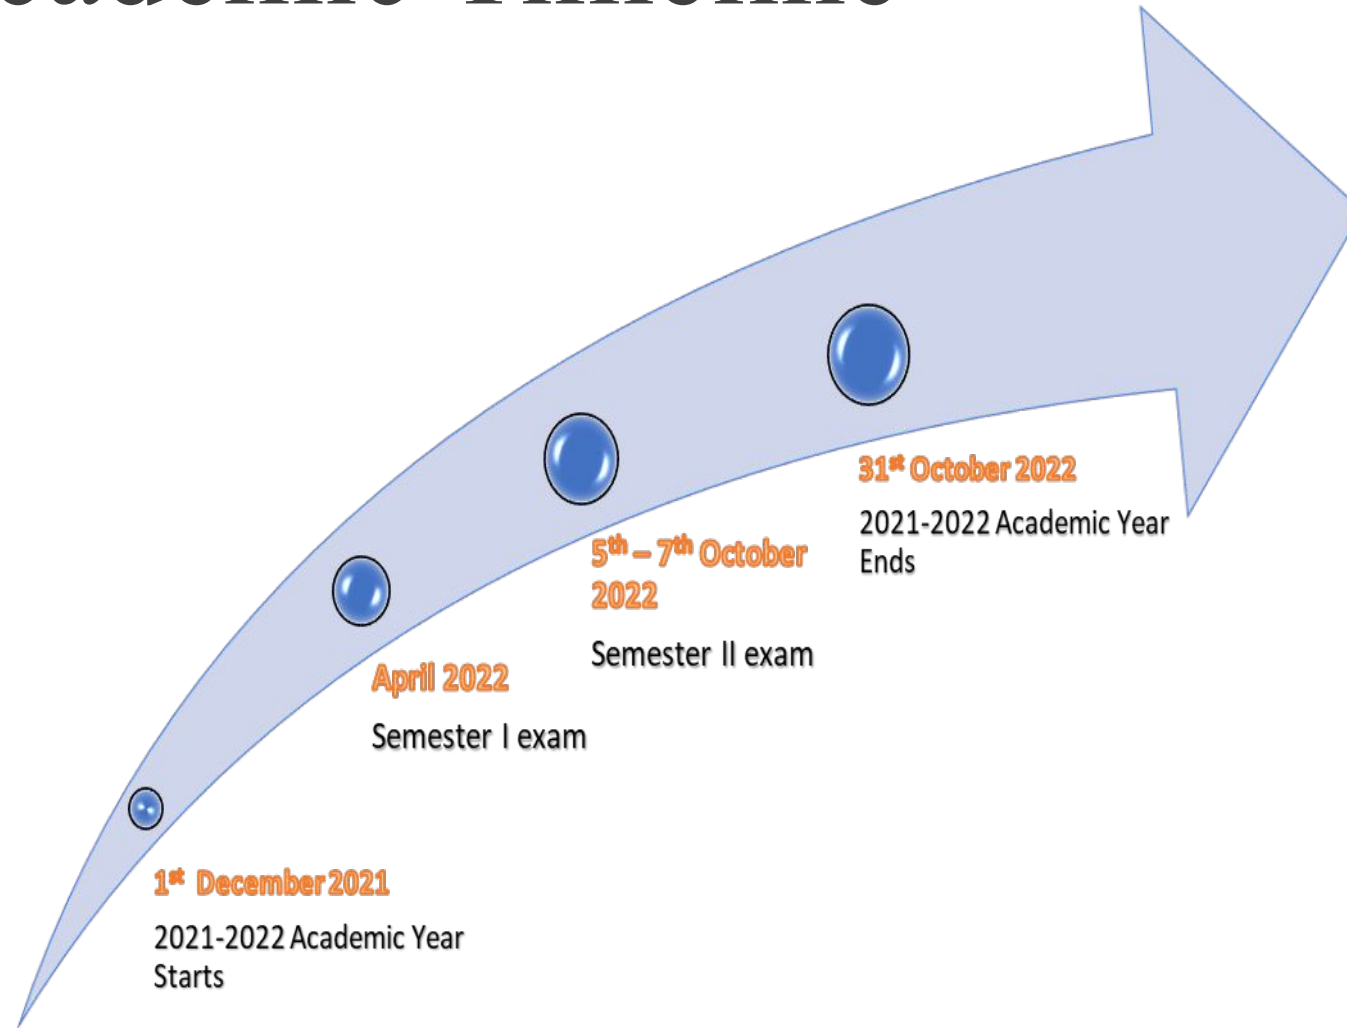 1st December 2021
2021-2022 Academic Year
Starts
April 2022
Semester I exam
5th – 7th October
2022
Semester II exam
31st October 2022
2021-2022 Academic Year
Ends